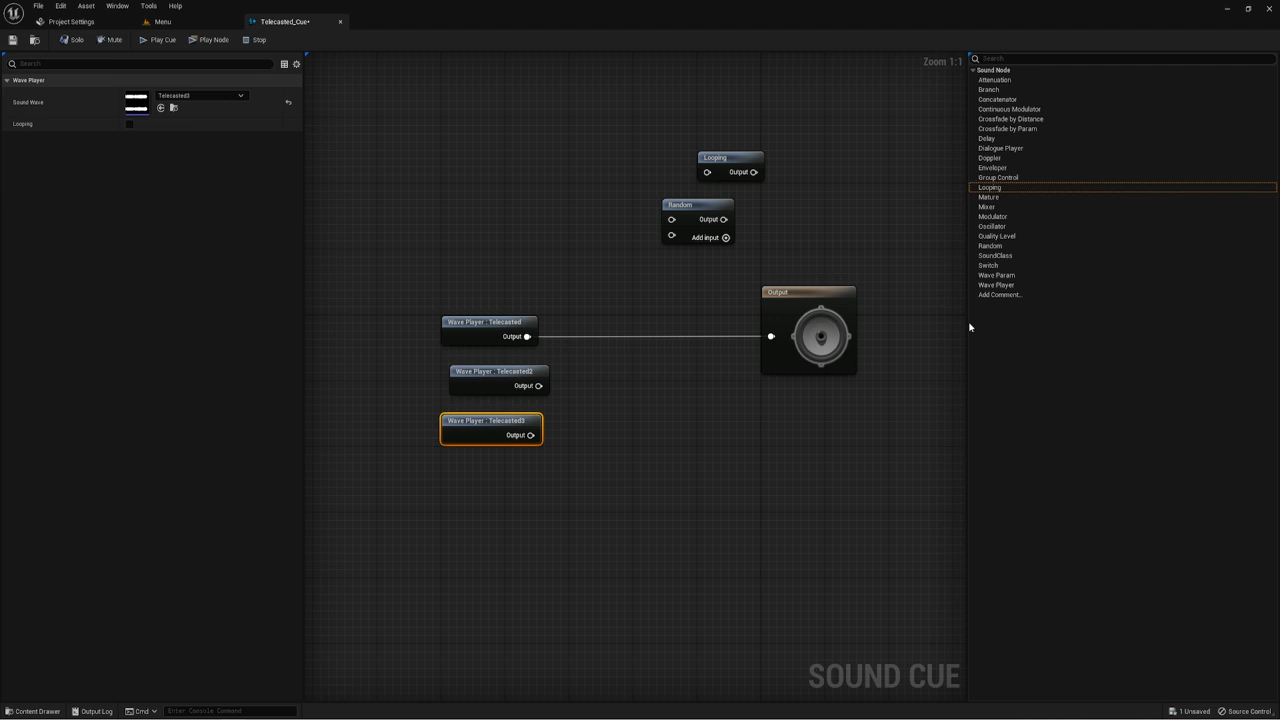 File Edit Asset Window Tools Help
Project Settings Menu Telecasted_Cue•
Solo Mute Play Cue Play Node Stop
Search
Wave Player
Sound Wave Telecasted3
Looping
Zoom 1:1
Looping
Output
Random
Output
Add input
Output
Wave Player : Telecasted
Output
Wave Player : Telecasted2
Output
Wave Player : Telecasted3
Output
SOUND CUE
Search
Sound Node
Attenuation
Branch
Concatenator
Continuous Modulator
Crossfade by Distance
Crossfade by Param
Delay
Dialogue Player
Doppler
Enveloper
Group Control
Looping
Mature
Mixer
Modulator
Oscillator
Quality Level
Random
SoundClass
Switch
Wave Param
Wave Player
Add Comment...
Content Drawer Output Log Cmd Enter Console Command 1 Unsaved Source Control